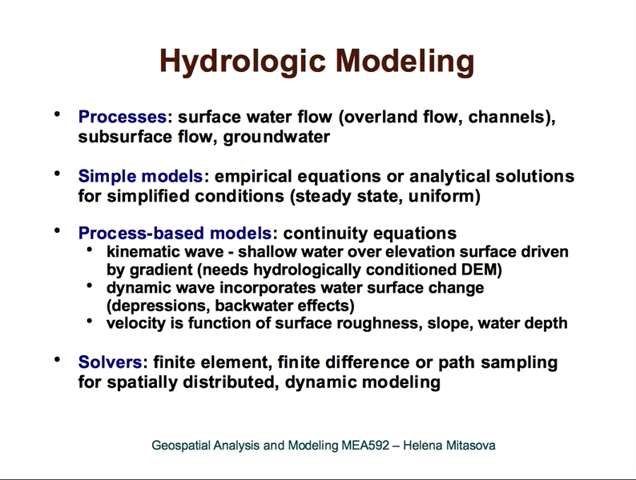 Hydrologic Modeling
• Processes: surface water flow (overland flow, channels),
subsurface flow, groundwater
• Simple models: empirical equations or analytical solutions
for simplified conditions (steady state, uniform)
• Process-based models: continuity equations
• kinematic wave - shallow water over elevation surface driven
by gradient (needs hydrologically conditioned DEM)
• dynamic wave incorporates water surface change
(depressions, backwater effects)
• velocity is function of surface roughness, slope, water depth
• Solvers: finite element, finite difference or path sampling
for spatially distributed, dynamic modeling
Geospatial Analysis and Modeling MEA592 – Helena Mitasova